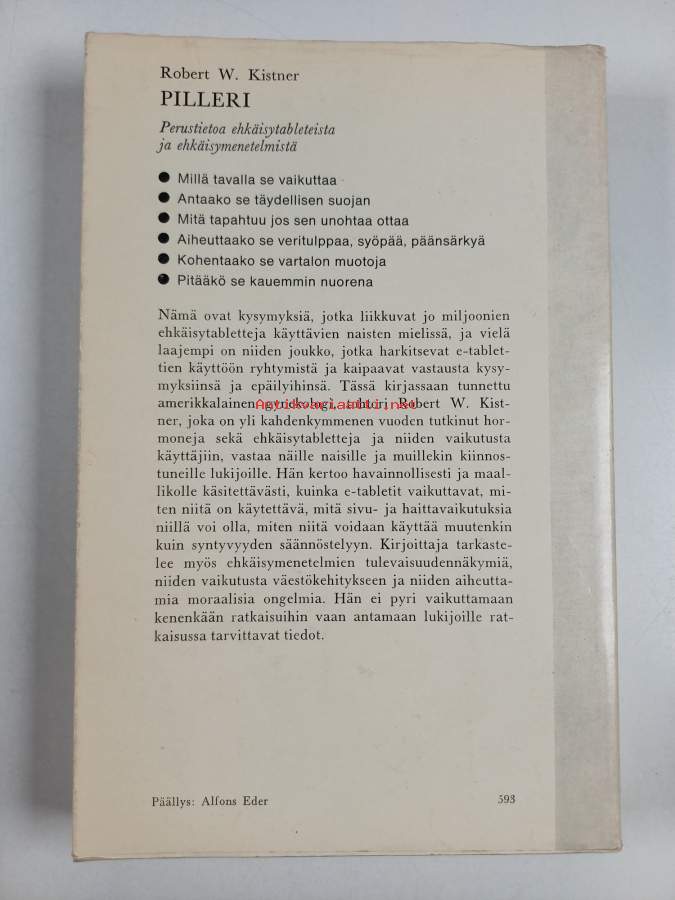 Robert W. Kistner
PILLERI
Perustietoa ehkäisytableteista
ja ehkäisymenetelmistä
● Millä tavalla se vaikuttaa
● Antaako se täydellisen suojan
● Mitä tapahtuu jos sen unohtaa ottaa
● Aiheuttaako se veritulppaa, syöpää, päänsärkyä
● Kohentaako se vartalon muotoja
● Pitääkö se kauemmin nuorena
Nämä ovat kysymyksiä, jotka liikkuvat jo miljoonien
ehkäisytabletteja käyttävien naisten mielissä, ja vielä
laajempi on niiden joukko, jotka harkitsevat e-tablet-
tien käyttöön ryhtymistä ja kaipaavat vastausta kysy-
myksiinsä ja epäilyihinsä. Tässä kirjassaan tunnettu
amerikkalainen gynekologi, tohtori Robert W. Kist-
Antikvariaatti.net
ner, joka on yli kahdenkymmenen vuoden tutkinut hor-
moneja sekä ehkäisytabletteja ja niiden vaikutusta
käyttäjiin, vastaa näille naisille ja muillekin kiinnos-
tuneille lukijoille. Hän kertoo havainnollisesti ja maal-
likolle käsitettävästi, kuinka e-tabletit vaikuttavat, mi-
ten niitä on käytettävä, mitä sivu- ja haittavaikutuksia
niillä voi olla, miten niitä voidaan käyttää muutenkin
kuin syntyvyyden säännöstelyyn. Kirjoittaja tarkaste-
lee myös ehkäisymenetelmien tulevaisuudennäkymiä,
niiden vaikutusta väestökehitykseen ja niiden aiheutta-
mia moraalisia ongelmia. Hän ei pyri vaikuttamaan
kenenkään ratkaisuihin vaan antamaan lukijoille rat-
kaisussa tarvittavat tiedot.
Päällys: Alfons Eder
593